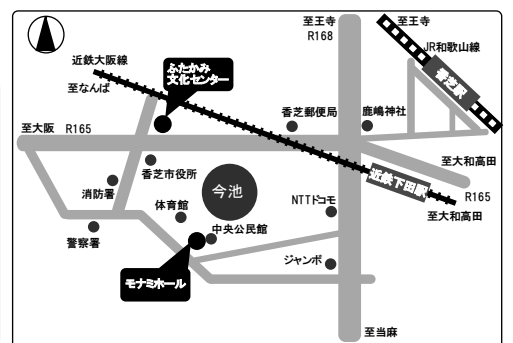 至王寺
R168
至王寺
JR和歌山線
香芝駅
近鉄大阪線
至なんば
ふたかみ
文化センター
香芝郵便局
鹿嶋神社
至大阪 R165
至大和高田
香芝市役所
今池
近鉄下田駅
R165
消防署
体育館
NTTドコモ
至大和高田
警察署
中央公民館
ジャンボ
モナミホール
至当麻